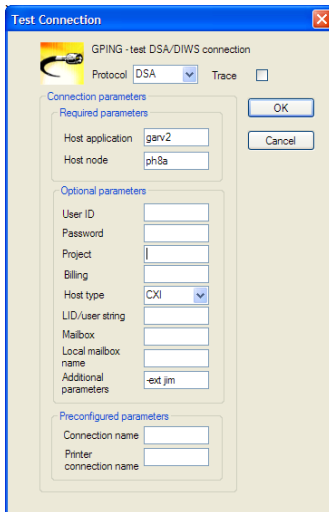 Test Connection
GPING - test DSA/DIWS connection
Protocol DSA Trace
Connection parameters
Required parameters
OK
Host application garv2
Cancel
Host node ph8a
Optional parameters
User ID
Password
Project
Billing
Host type CXI
LID/user string
Mailbox
Local mailbox
name
Additional
parameters -ext jim
Preconfigured parameters
Connection name
Printer
connection name